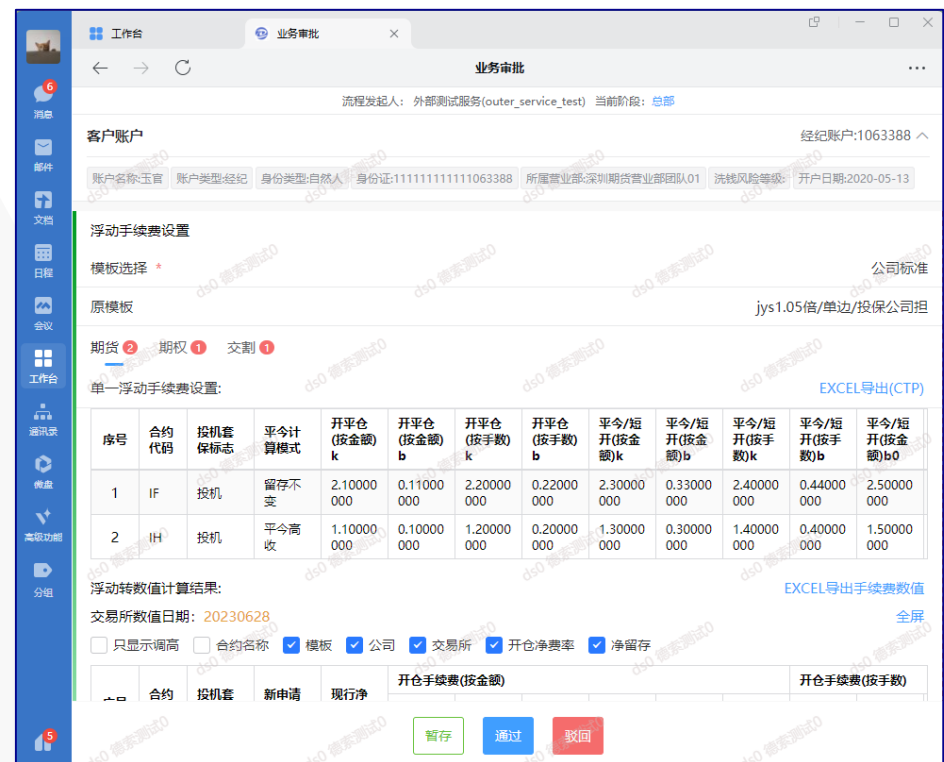 工作台
业务审批
业务审批
流程发起人: 外部测试服务(outer_service_test) 当前阶段: 总部
6
消息
邮件
文档
日程
会议
工作台
通讯录
微盘
高级功能
分组
5
客户账户 经纪账户:1063388
账户名称:玉官 账户类型:经纪 身份类型:自然人 身份证:111111111111063388 所属营业部:深圳期货营业部团队01 洗钱风险等级: 开户日期:2020-05-13
浮动手续费设置
模板选择 * 公司标准
原模板 jys1.05倍/单边/投保公司担
期货 2 期权 1 交割 1
单一浮动手续费设置: EXCEL导出(CTP)
序号 合约代码 投机套保标志 平今计算模式 开平仓(按金额)k 开平仓(按金额)b 开平仓(按手数)k 开平仓(按手数)b 平今/短开(按金额)k 平今/短开(按金额)b 平今/短开(按手数)k 平今/短开(按手数)b 平今/短开(按金额)b0
1 IF 投机 留存不变 2.10000000 0.11000000 2.20000000 0.22000000 2.30000000 0.33000000 2.40000000 0.44000000 2.50000000
2 IH 投机 平今高收 1.10000000 0.10000000 1.20000000 0.20000000 1.30000000 0.30000000 1.40000000 0.40000000 1.50000000
浮动转数值计算结果: EXCEL导出手续费数值
交易所数值日期: 20230628 全屏
只显示调高 合约名称 模板 公司 交易所 开仓净费率 净留存
合约 投机套 新申请 现行净 开仓手续费(按金额) 开仓手续费(按手数)
暂存 通过 驳回
ds0 德索测试0